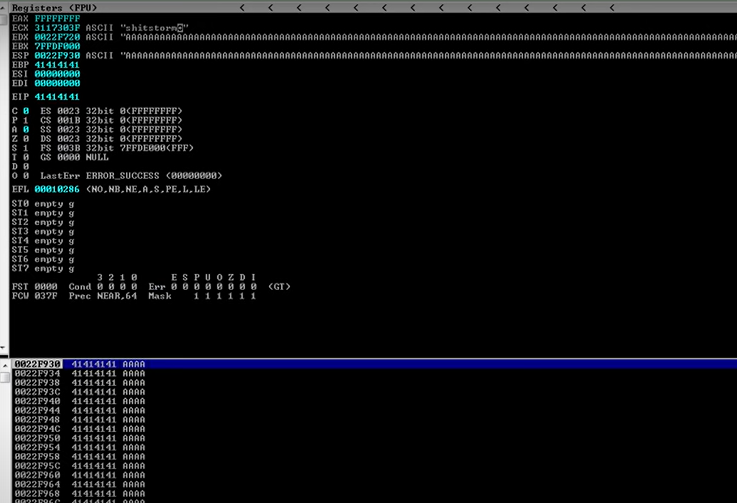 Registers (FPU) < < < < < < < < < < < < < <
EAX FFFFFFFF
ECX 3117303F ASCII "shitstorm
EDX 0022F720 ASCII "AAAAAAAAAAAAAAAAAAAAAAAAAAAAAAAAAAAAAAAAAAAAAAAAAAAAAAAAAAAAAAAAAAAAAAAAAAAAAAAAAAAAAAAAAAAAAAAAAAAA
EBX 7FFDF000
ESP 0022F930 ASCII "AAAAAAAAAAAAAAAAAAAAAAAAAAAAAAAAAAAAAAAAAAAAAAAAAAAAAAAAAAAAAAAAAAAAAAAAAAAAAAAAAAAAAAAAAAAAAAAAAAAA
EBP 41414141
ESI 00000000
EDI 00000000
EIP 41414141
C 0 ES 0023 32bit 0(FFFFFFFF)
P 1 CS 001B 32bit 0(FFFFFFFF)
A 0 SS 0023 32bit 0(FFFFFFFF)
Z 0 DS 0023 32bit 0(FFFFFFFF)
S 1 FS 003B 32bit 7FFDE000(FFF)
T 0 GS 0000 NULL
D 0
O 0 LastErr ERROR_SUCCESS (00000000)
EFL 00010286 (NO,NB,NE,A,S,PE,L,LE)
ST0 empty g
ST1 empty g
ST2 empty g
ST3 empty g
ST4 empty g
ST5 empty g
ST6 empty g
ST7 empty g
3 2 1 0 E S P U O Z D I
FST 0000 Cond 0 0 0 0 Err 0 0 0 0 0 0 0 0 (GT)
FCW 037F Prec NEAR,64 Mask 1 1 1 1 1 1
0022F930 41414141 AAAA
0022F934 41414141 AAAA
0022F938 41414141 AAAA
0022F93C 41414141 AAAA
0022F940 41414141 AAAA
0022F944 41414141 AAAA
0022F948 41414141 AAAA
0022F94C 41414141 AAAA
0022F950 41414141 AAAA
0022F954 41414141 AAAA
0022F958 41414141 AAAA
0022F95C 41414141 AAAA
0022F960 41414141 AAAA
0022F964 41414141 AAAA
0022F968 41414141 AAAA
0022F96C 41414141 AAAA